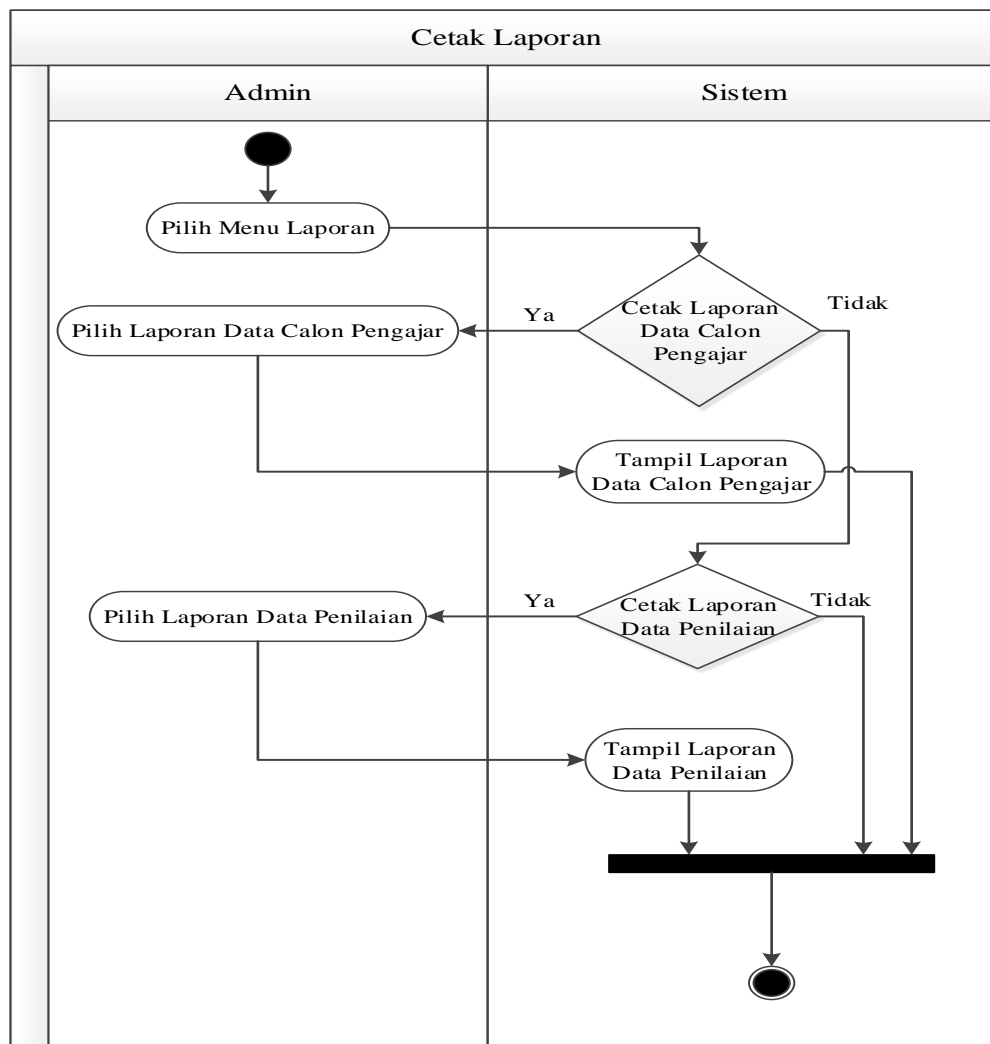 Cetak Laporan
Admin
Sistem
Pilih Menu Laporan
Cetak Laporan
Data Calon
Pengajar
Ya
Tidak
Pilih Laporan Data Calon Pengajar
Tampil Laporan
Data Calon Pengajar
Cetak Laporan
Data Penilaian
Ya
Tidak
Pilih Laporan Data Penilaian
Tampil Laporan
Data Penilaian